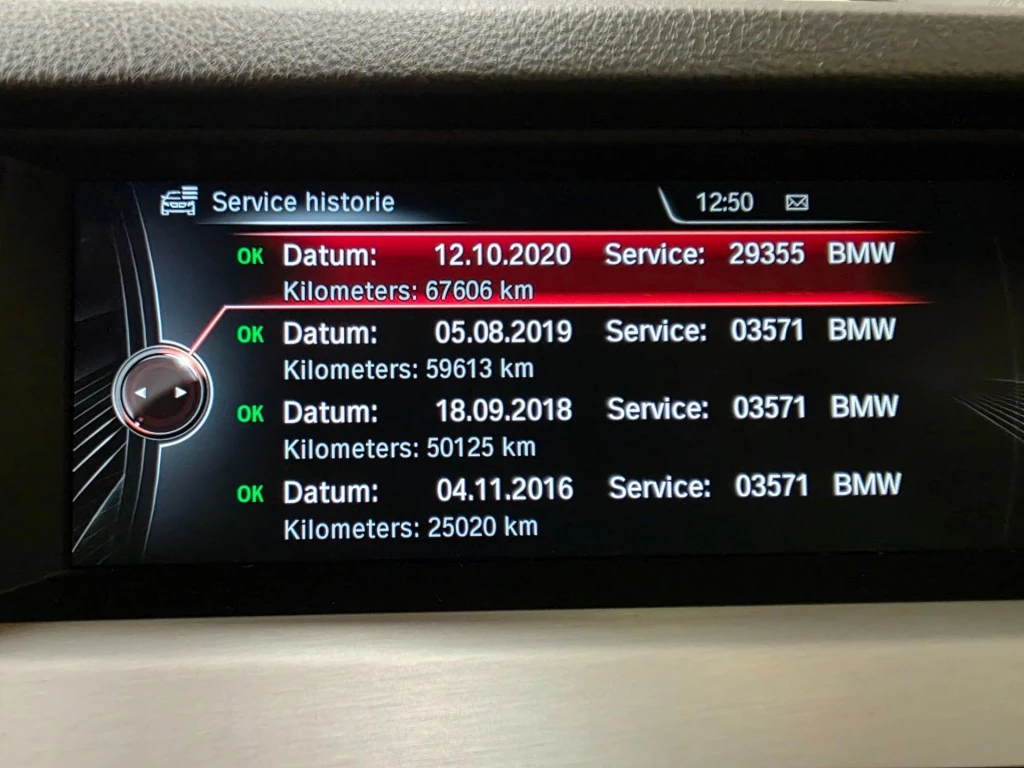 Service historie 12:50
OK Datum: 12.10.2020 Service: 29355 BMW
Kilometers: 67606 km
OK Datum: 05.08.2019 Service: 03571 BMW
Kilometers: 59613 km
OK Datum: 18.09.2018 Service: 03571 BMW
Kilometers: 50125 km
OK Datum: 04.11.2016 Service: 03571 BMW
Kilometers: 25020 km